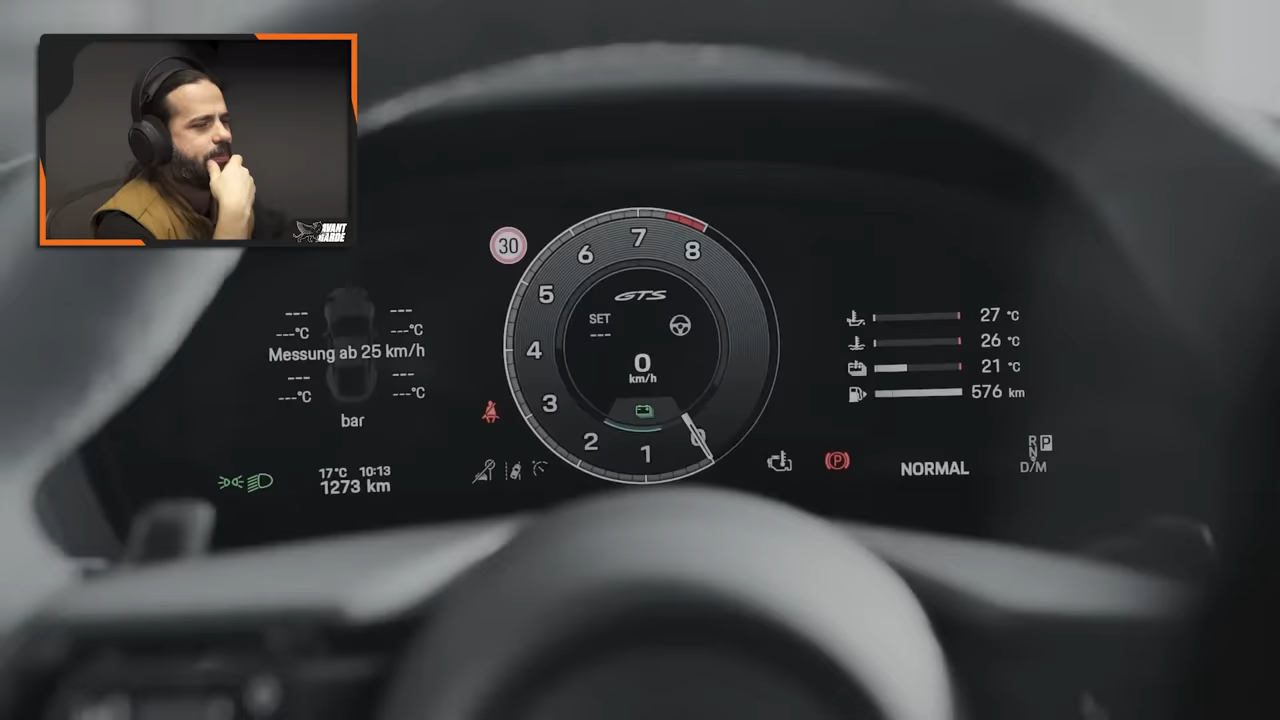 AVANT
GARDE
30
7
6
8
5
GTS
SET
---
4
0
km/h
3
2
1
0
--- ---
---°C ---°C
Messung ab 25 km/h
--- ---
---°C ---°C
bar
27 °C
26 °C
21 °C
576 km
17°C 10:13
1273 km
P
NORMAL
R P
N
D/M